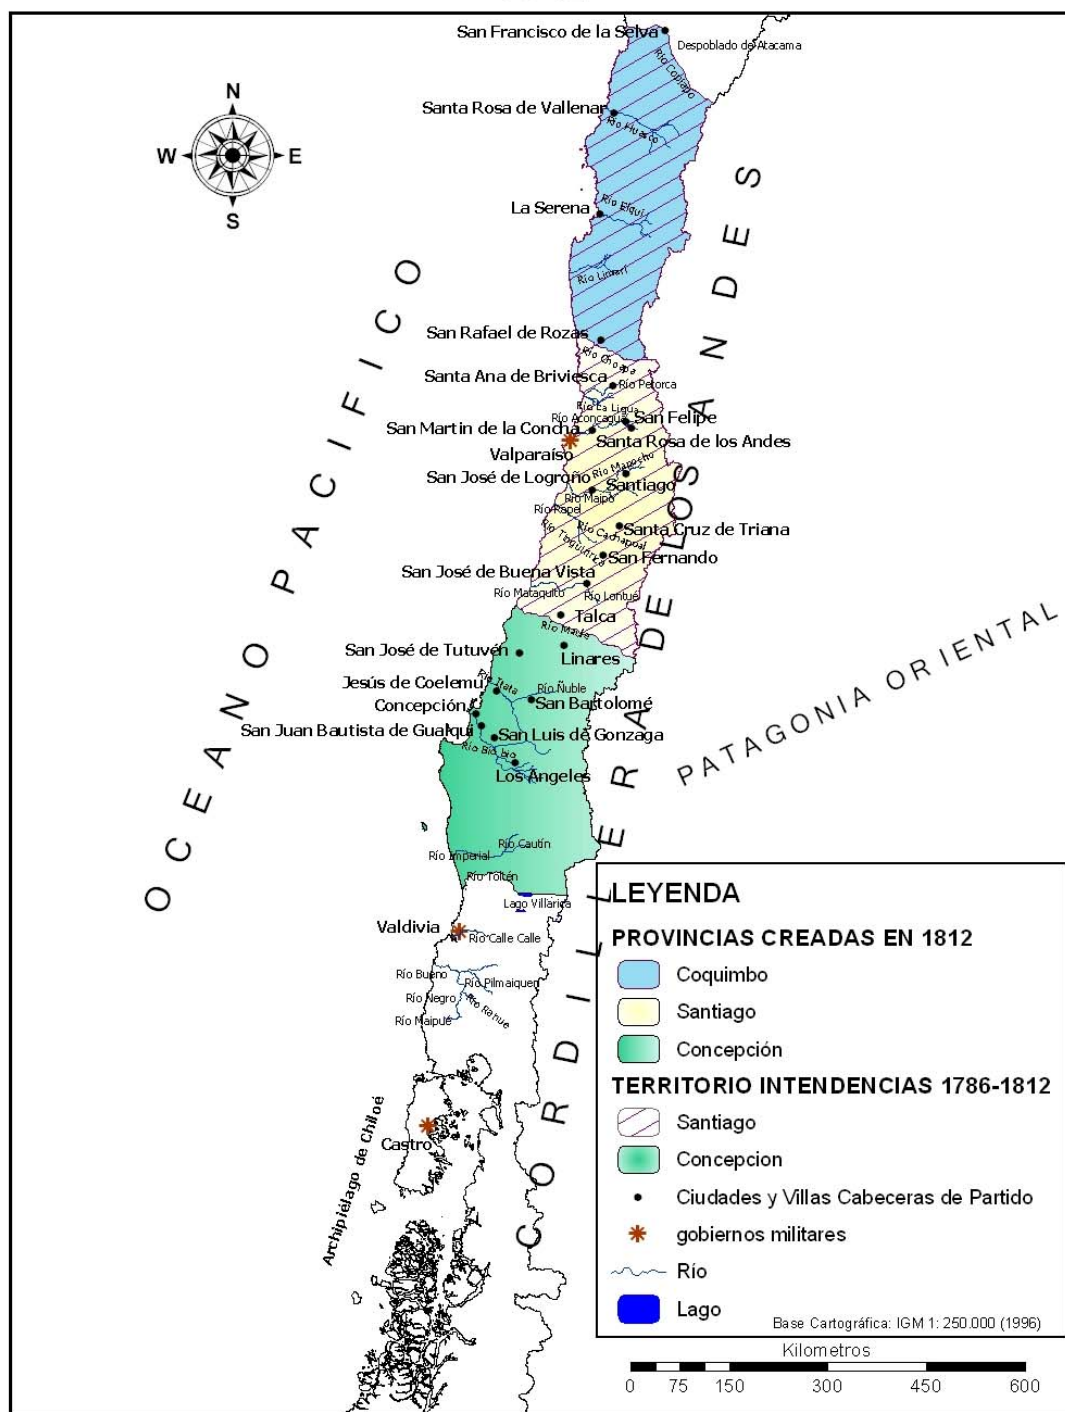 San Francisco de la Selva
Despoblado de Atacama
Río Copiapo
N
W E
S
Santa Rosa de Vallenar
Río Huasco
La Serena
Río Elqui
Río Limarí
San Rafael de Rozas
Río Choapa
Santa Ana de Briviesca
Río Petorca
Río La Ligua
Río Aconcagua
San Felipe
San Martin de la Concha
Santa Rosa de los Andes
Valparaíso
Río Mapocho
San José de Logroño
Santiago
Río Maipo
Río Rapel
Río Cachapoal
Santa Cruz de Triana
Río Tinguiririca
San Fernando
San José de Buena Vista
Río Mataquito
Río Lontué
Talca
Río Maule
San José de Tutuvén
Linares
Jesús de Coelemu
Río Itata
Río Ñuble
Concepción
San Bartolomé
San Juan Bautista de Gualqui
San Luis de Gonzaga
Río Bío bío
Los Angeles
Río Cautín
Río Imperial
Río Toltén
Lago Villarica
Valdivia
Río Calle Calle
Río Bueno
Río Pilmaiquen
Río Negro
Río Rahue
Río Maipué
Castro
Archipiélago de Chiloé
OCEANO PACIFICO
CORDILLERA DE LOS ANDES
PATAGONIA ORIENTAL
LEYENDA
PROVINCIAS CREADAS EN 1812
Coquimbo
Santiago
Concepción
TERRITORIO INTENDENCIAS 1786-1812
Santiago
Concepcion
Ciudades y Villas Cabeceras de Partido
gobiernos militares
Río
Lago
Base Cartográfica: IGM 1: 250.000 (1996)
Kilometros
0 75 150 300 450 600